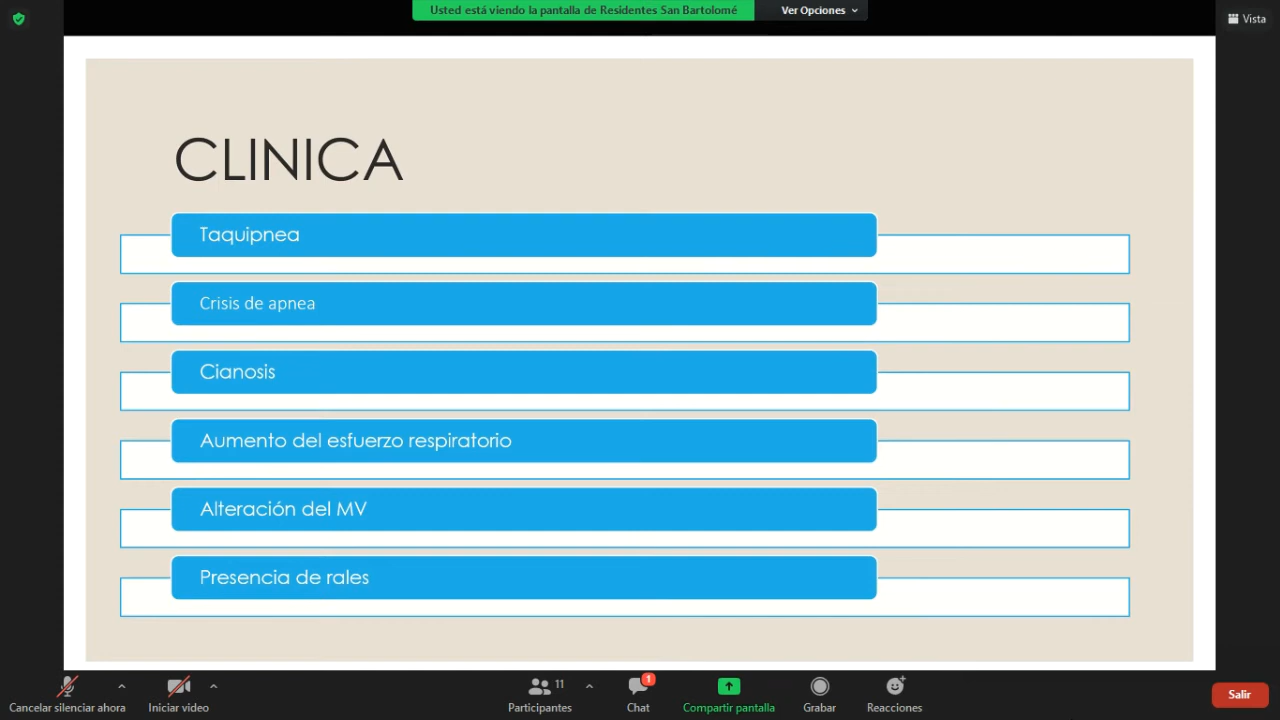 Usted está viendo la pantalla de Residentes San Bartolomé
Ver Opciones
Vista
CLINICA
Taquipnea
Crisis de apnea
Cianosis
Aumento del esfuerzo respiratorio
Alteración del MV
Presencia de rales
11
1
Cancelar silenciar ahora
Iniciar video
Participantes
Chat
Compartir pantalla
Grabar
Reacciones
Salir